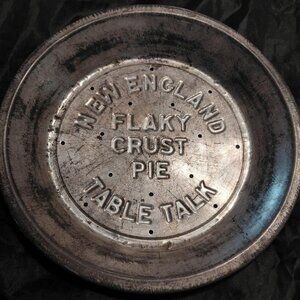 NEW ENGLAND
FLAKY
CRUST
PIE
TABLE TALK